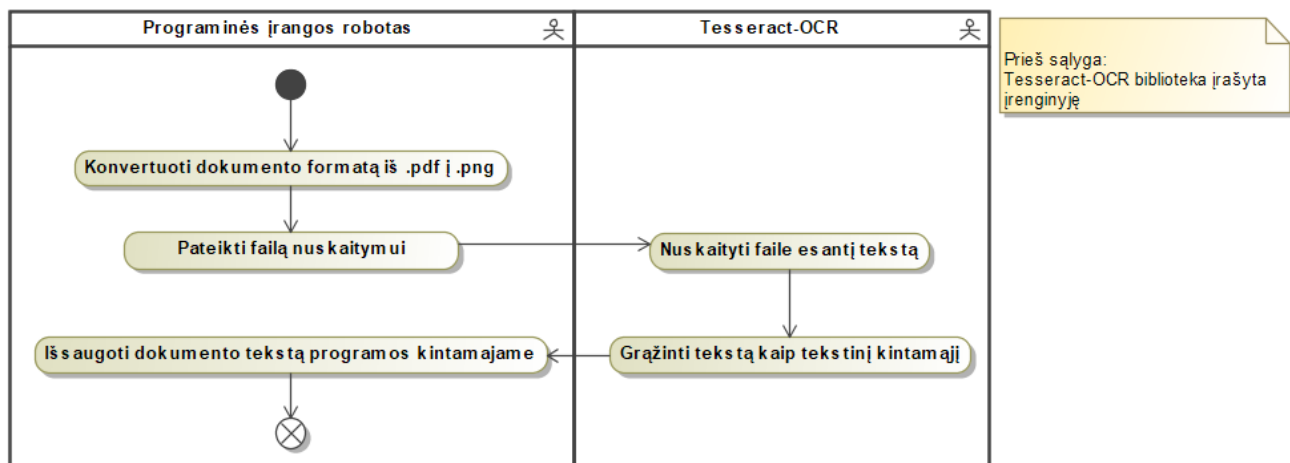 Programinės įrangos robotas
Tesseract-OCR
Prieš sąlyga:
Tesseract-OCR biblioteka įrašyta
įrenginyję
Konvertuoti dokumento formatą iš .pdf į .png
Pateikti failą nuskaitymui
Nuskaityti faile esantį tekstą
Išsaugoti dokumento tekstą programos kintamajame
Grąžinti tekstą kaip tekstinį kintamąjį